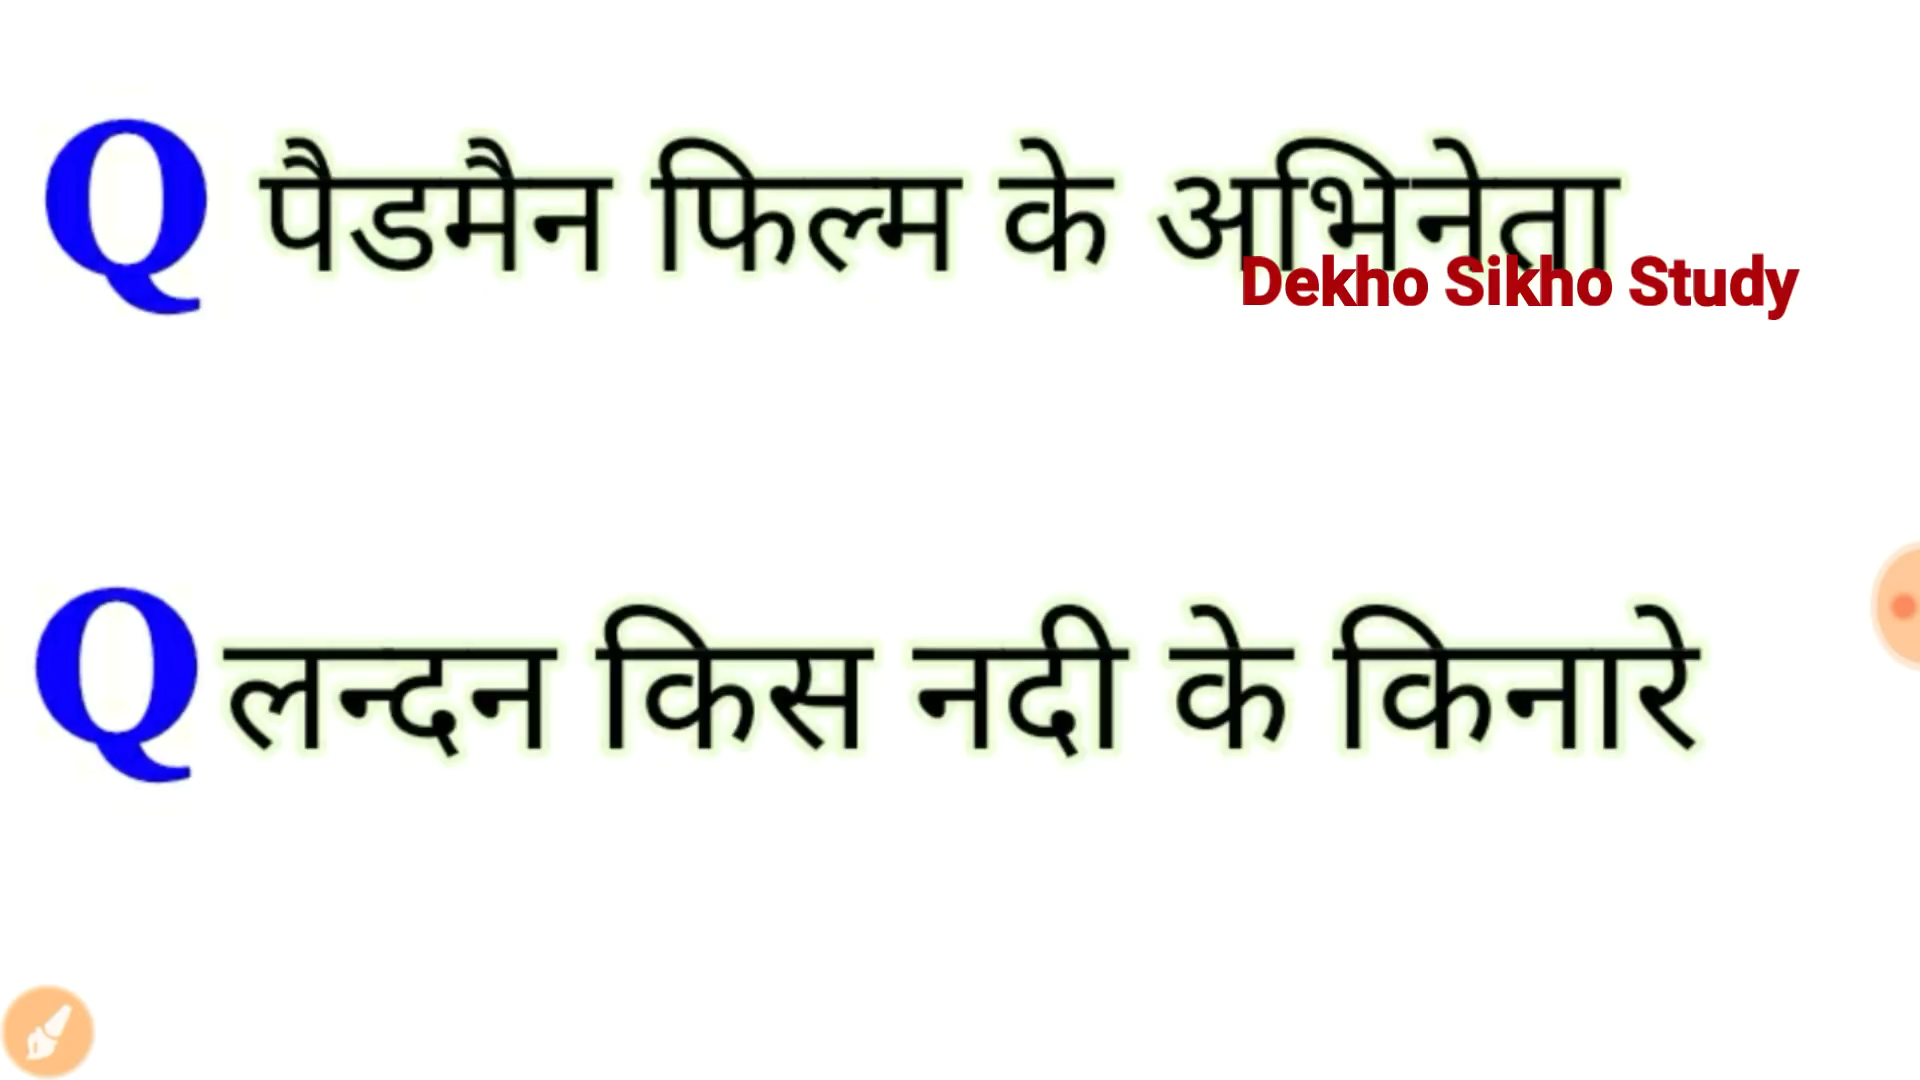 Q पैडमैन फिल्म के अभिनेता
Dekho Sikho Study
Q लन्दन किस नदी के किनारे